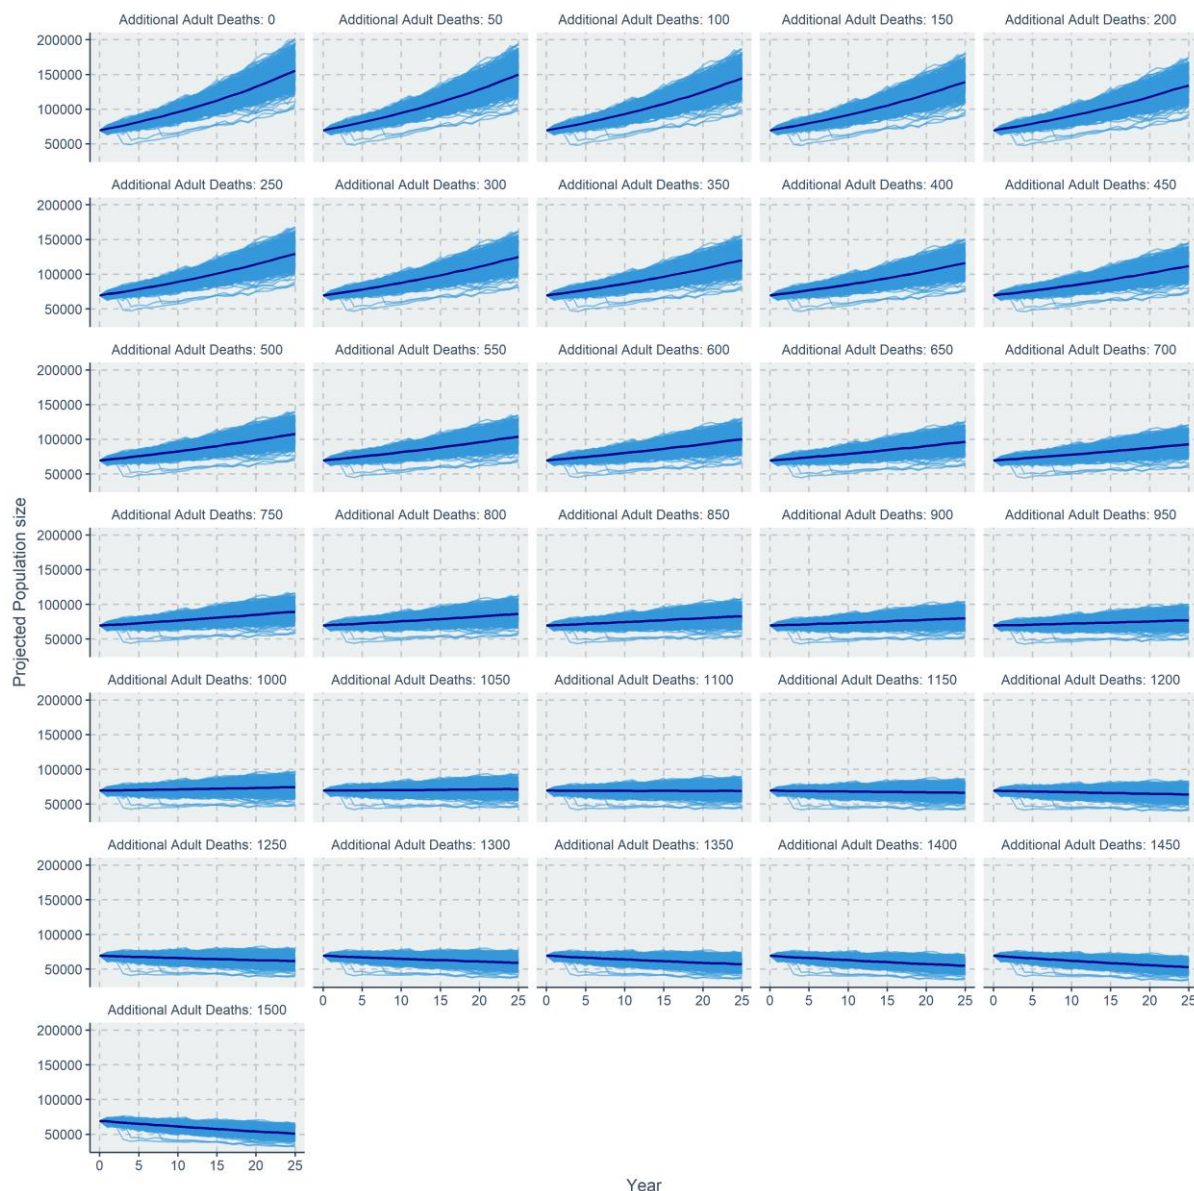 Additional Adult Deaths: 0
Additional Adult Deaths: 50
Additional Adult Deaths: 100
Additional Adult Deaths: 150
Additional Adult Deaths: 200
200000
150000
100000
50000
Additional Adult Deaths: 250
Additional Adult Deaths: 300
Additional Adult Deaths: 350
Additional Adult Deaths: 400
Additional Adult Deaths: 450
200000
150000
100000
50000
Additional Adult Deaths: 500
Additional Adult Deaths: 550
Additional Adult Deaths: 600
Additional Adult Deaths: 650
Additional Adult Deaths: 700
200000
150000
100000
50000
Projected Population size
Additional Adult Deaths: 750
Additional Adult Deaths: 800
Additional Adult Deaths: 850
Additional Adult Deaths: 900
Additional Adult Deaths: 950
200000
150000
100000
50000
Additional Adult Deaths: 1000
Additional Adult Deaths: 1050
Additional Adult Deaths: 1100
Additional Adult Deaths: 1150
Additional Adult Deaths: 1200
200000
150000
100000
50000
Additional Adult Deaths: 1250
Additional Adult Deaths: 1300
Additional Adult Deaths: 1350
Additional Adult Deaths: 1400
Additional Adult Deaths: 1450
200000
150000
100000
50000
0 5 10 15 20 25
0 5 10 15 20 25
0 5 10 15 20 25
0 5 10 15 20 25
Additional Adult Deaths: 1500
200000
150000
100000
50000
0 5 10 15 20 25
Year